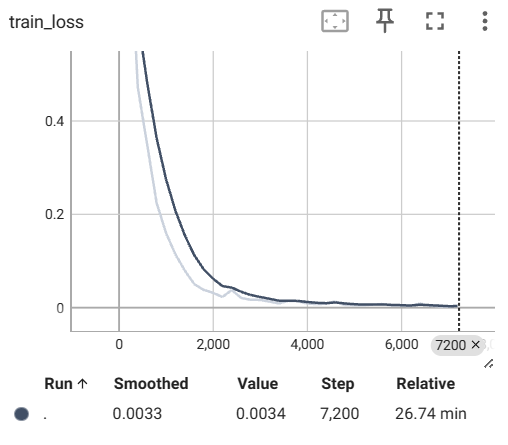 train_loss
0.4
0.2
0
0 2,000 4,000 6,000 7200 ✕
Run ↑ Smoothed Value Step Relative
. 0.0033 0.0034 7,200 26.74 min